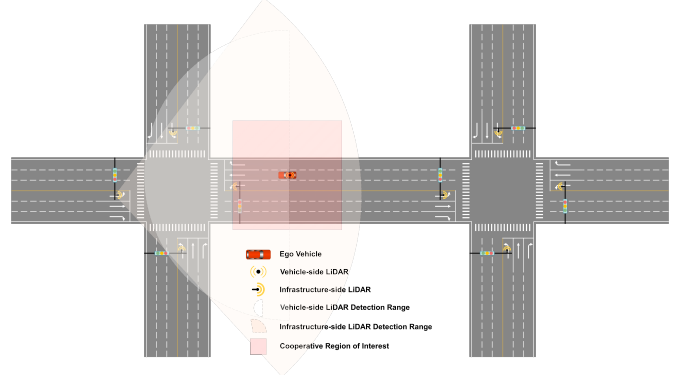 Ego Vehicle
Vehicle-side LiDAR
Infrastructure-side LiDAR
Vehicle-side LiDAR Detection Range
Infrastructure-side LiDAR Detection Range
Cooperative Region of Interest